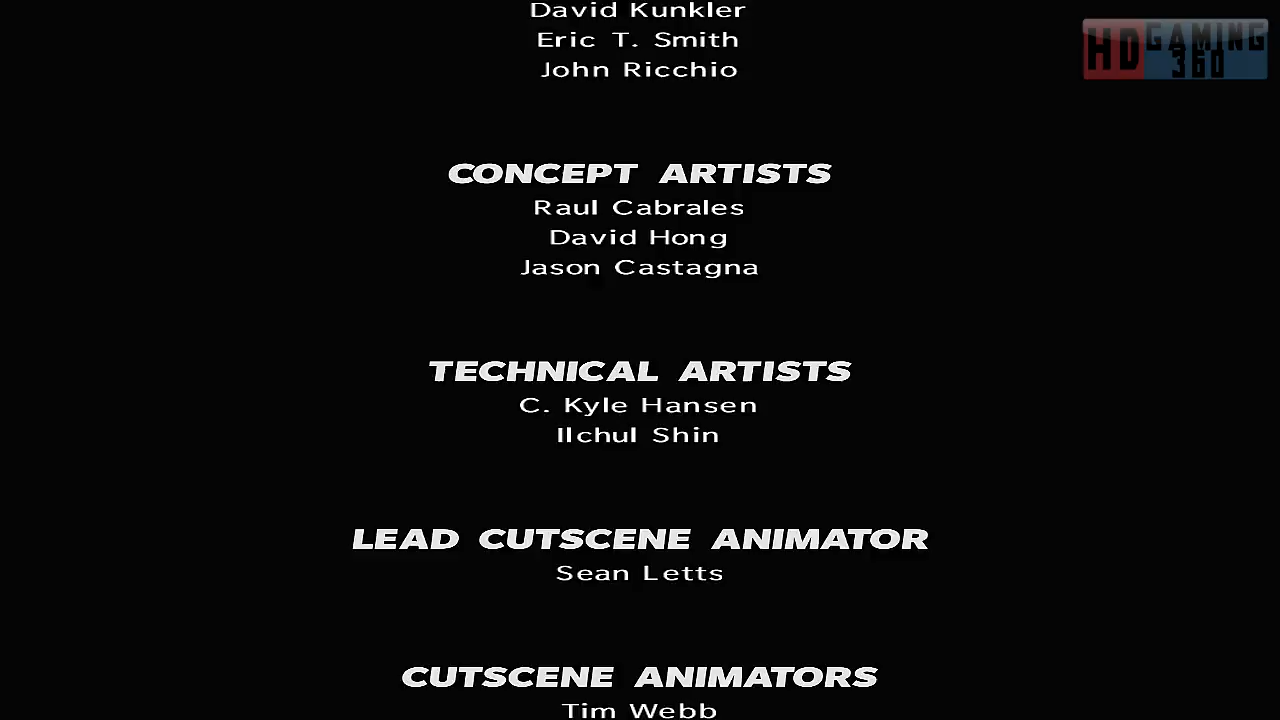 David Kunkler
Eric T. Smith
John Ricchio
HD GAMING
360
CONCEPT ARTISTS
Raul Cabrales
David Hong
Jason Castagna
TECHNICAL ARTISTS
C. Kyle Hansen
Ilchul Shin
LEAD CUTSCENE ANIMATOR
Sean Letts
CUTSCENE ANIMATORS
Tim Webb